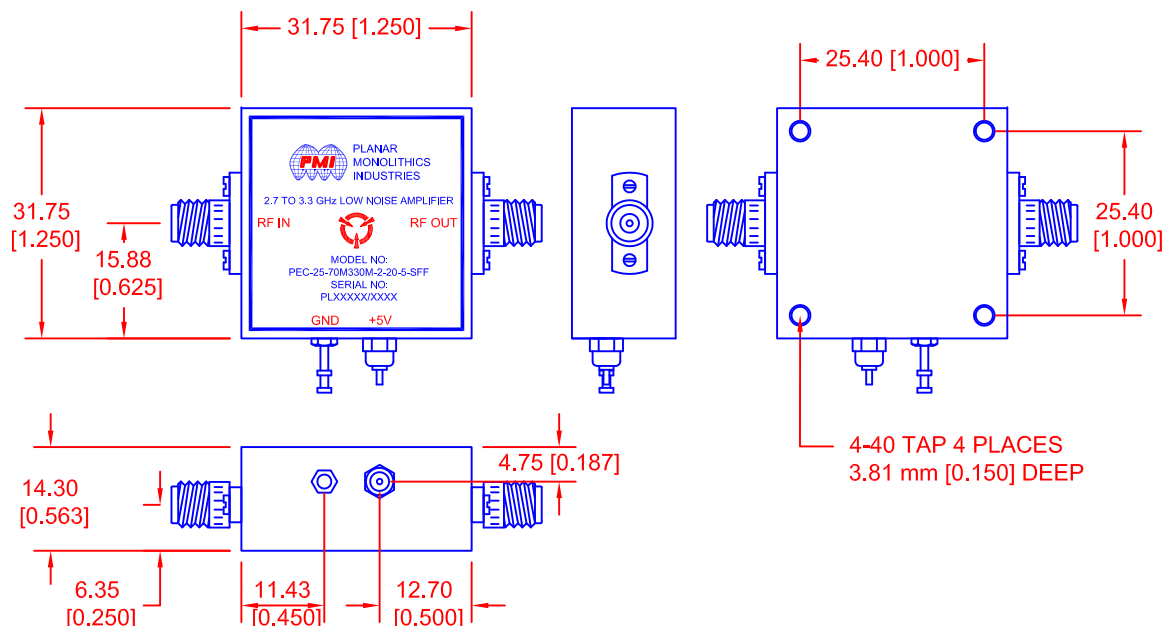 31.75 [1.250]
25.40 [1.000]
PMI
PLANAR
MONOLITHICS
INDUSTRIES
2.7 TO 3.3 GHz LOW NOISE AMPLIFIER
RF IN
RF OUT
MODEL NO:
PEC-25-70M330M-2-20-5-SFF
SERIAL NO:
PLXXXXX/XXXX
GND
+5V
31.75
[1.250]
15.88
[0.625]
25.40
[1.000]
4-40 TAP 4 PLACES
3.81 mm [0.150] DEEP
4.75 [0.187]
14.30
[0.563]
6.35
[0.250]
11.43
[0.450]
12.70
[0.500]